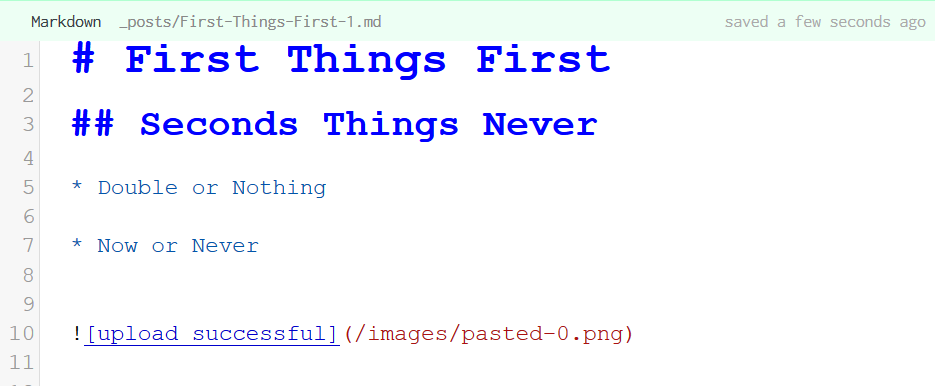 Markdown _posts/First-Things-First-1.md saved a few seconds ago
1 # First Things First
2
3 ## Seconds Things Never
4
5 * Double or Nothing
6
7 * Now or Never
8
9
10 ![upload successful](/images/pasted-0.png)
11